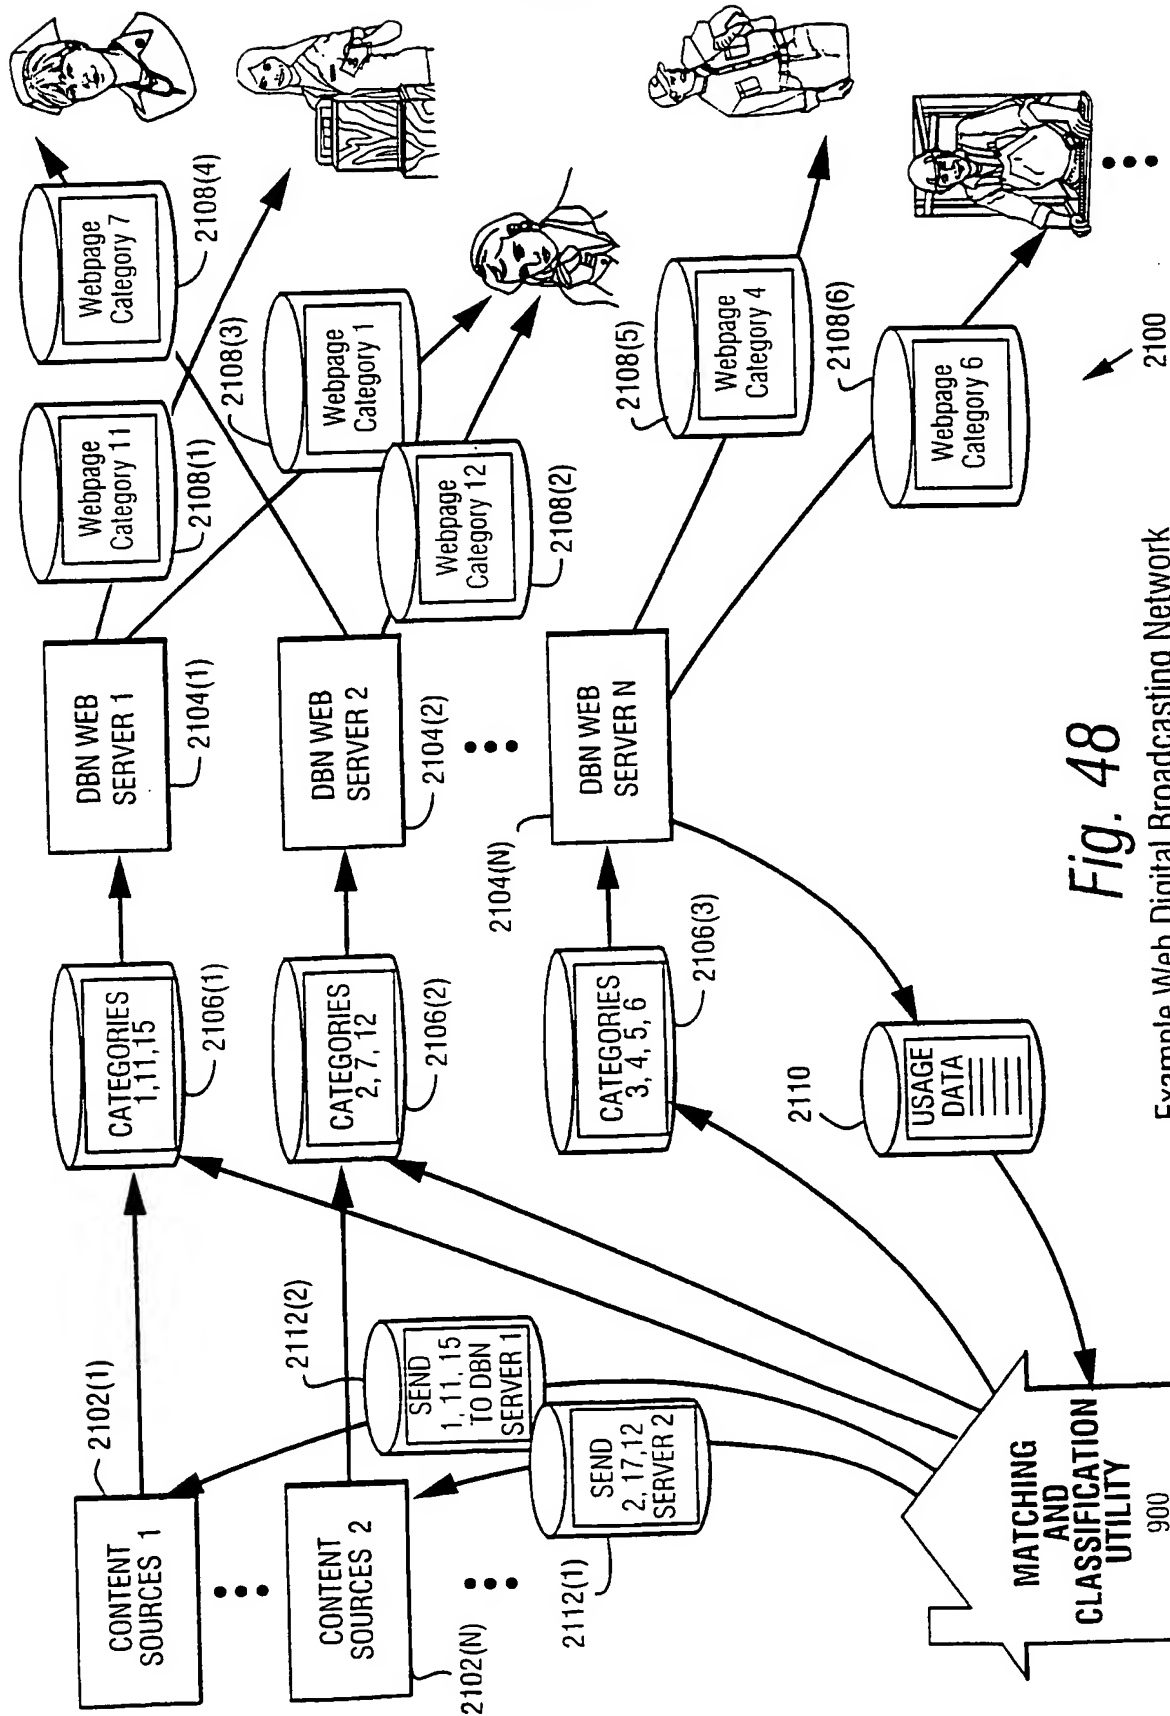 CONTENT
SOURCES 1
2102(1)
CATEGORIES
1,11,15
2106(1)
DBN WEB
SERVER 1
2104(1)
Webpage
Category 11
2108(1)
Webpage
Category 7
2108(4)
CONTENT
SOURCES 2
2102(N)
2112(2)
SEND
1, 11, 15
TO DBN
SERVER 1
SEND
2, 17,12
SERVER 2
2112(1)
CATEGORIES
2, 7, 12
2106(2)
DBN WEB
SERVER 2
2104(2)
2108(3)
Webpage
Category 1
Webpage
Category 12
2108(2)
2104(N)
CATEGORIES
3, 4, 5, 6
2106(3)
DBN WEB
SERVER N
2108(5)
Webpage
Category 4
2108(6)
Webpage
Category 6
2110
USAGE
DATA
MATCHING
AND
CLASSIFICATION
UTILITY
900
2100
Fig. 48
Example Web Digital Broadcasting Network